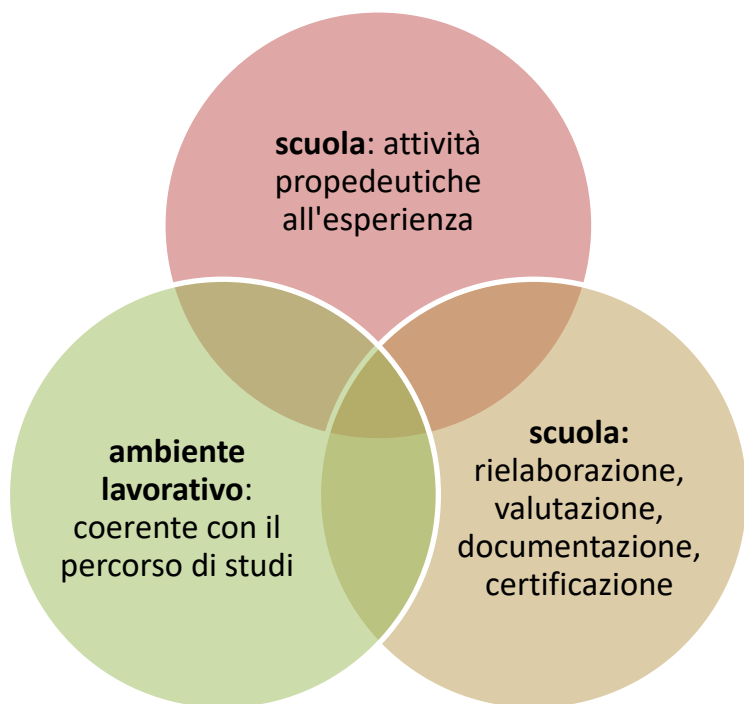 scuola: attività
propedeutiche
all'esperienza
ambiente
lavorativo:
coerente con il
percorso di studi
scuola:
rielaborazione,
valutazione,
documentazione,
certificazione